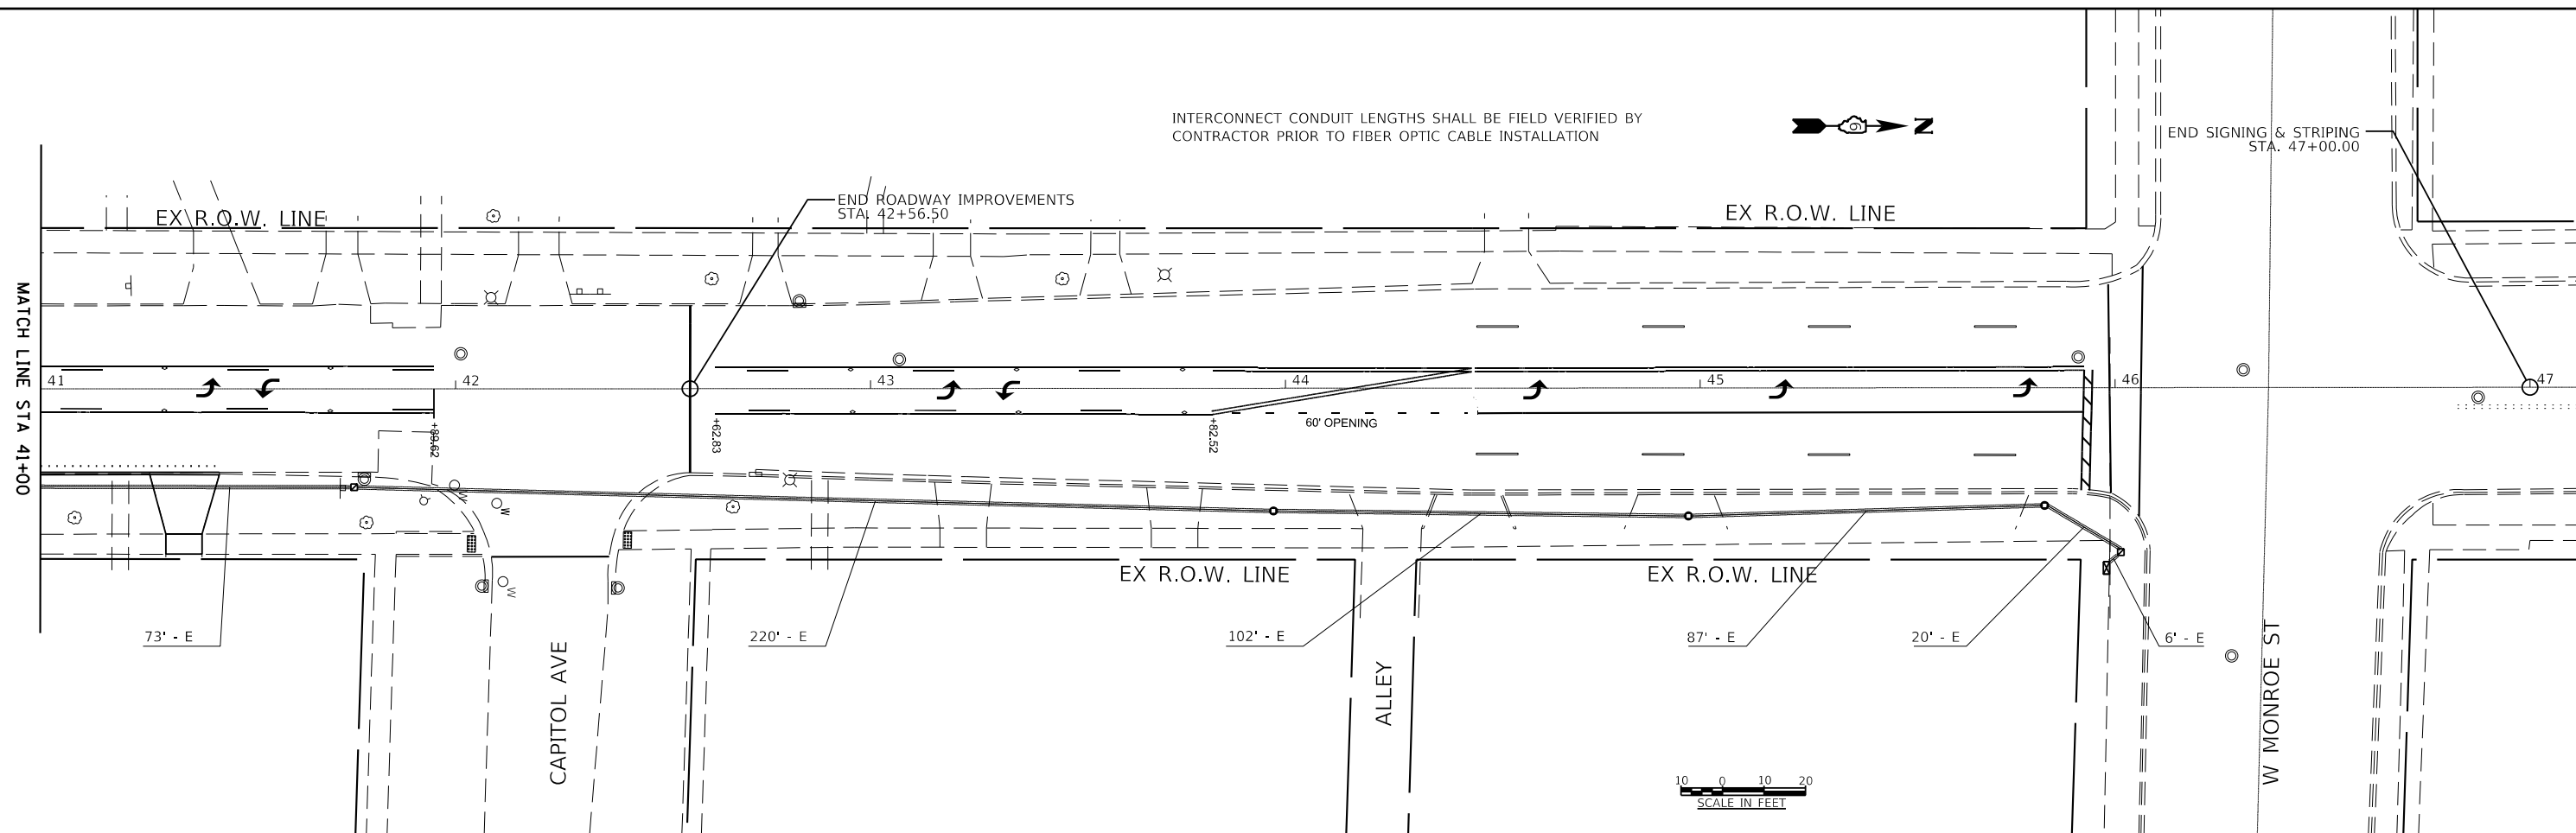 INTERCONNECT CONDUIT LENGTHS SHALL BE FIELD VERIFIED BY
CONTRACTOR PRIOR TO FIBER OPTIC CABLE INSTALLATION
N
END SIGNING & STRIPING
STA. 47+00.00
END ROADWAY IMPROVEMENTS
STA. 42+56.50
EX R.O.W. LINE
EX R.O.W. LINE
MATCH LINE STA 41+00
41
42
43
44
45
46
47
+89.62
+62.83
+82.52
60' OPENING
W
W
W
EX R.O.W. LINE
EX R.O.W. LINE
73' - E
220' - E
102' - E
87' - E
20' - E
6' - E
CAPITOL AVE
ALLEY
W MONROE ST
10 0 10 20
SCALE IN FEET